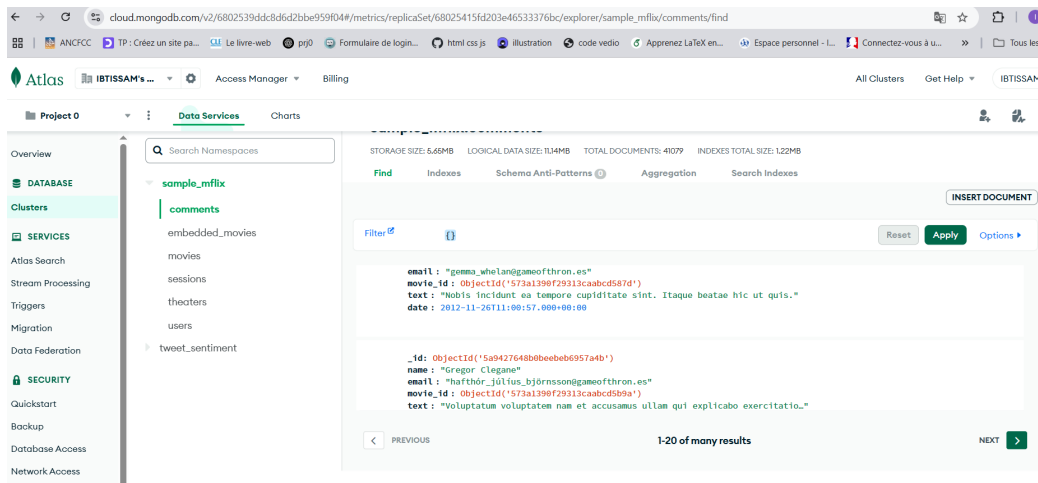 cloud.mongodb.com/v2/6802539ddc8d6d2bbe959f04#/metrics/replicaSet/68025415fd203e46533376bc/explorer/sample_mflix/comments/find
ANCFCC TP : Créez un site pa... Le livre-web prj0 Formulaire de login... html css js illustration code vedio Apprenez LaTeX en... Espace personnel - I... Connectez-vous à u... » Tous les
Atlas IBTISSAM's ... Access Manager Billing All Clusters Get Help IBTISSAM
Project 0 Data Services Charts
Overview
DATABASE
Clusters
SERVICES
Atlas Search
Stream Processing
Triggers
Migration
Data Federation
SECURITY
Quickstart
Backup
Database Access
Network Access
Search Namespaces
sample_mflix
comments
embedded_movies
movies
sessions
theaters
users
tweet_sentiment
sample_mflix.comments
STORAGE SIZE: 5.65MB LOGICAL DATA SIZE: 11.14MB TOTAL DOCUMENTS: 41079 INDEXES TOTAL SIZE: 1.22MB
Find Indexes Schema Anti-Patterns 0 Aggregation Search Indexes
INSERT DOCUMENT
Filter {} Reset Apply Options
email : "gemma_whelan@gameofthron.es"
movie_id : ObjectId('573a1390f29313caabcd587d')
text : "Nobis incidunt ea tempore cupiditate sint. Itaque beatae hic ut quis."
date : 2012-11-26T11:00:57.000+00:00
_id: ObjectId('5a9427648b0beebeb6957a4b')
name : "Gregor Clegane"
email : "hafthór_júlíus_björnsson@gameofthron.es"
movie_id : ObjectId('573a1390f29313caabcd5b9a')
text : "Voluptatum voluptatem nam et accusamus ullam qui explicabo exercitatio…"
PREVIOUS 1-20 of many results NEXT